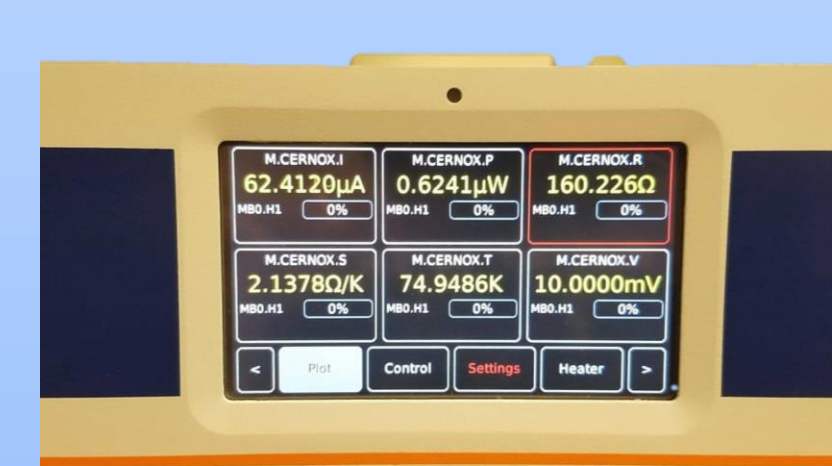 M.CERNOX.I
62.4120µA
MB0.H1 0%
M.CERNOX.P
0.6241µW
MB0.H1 0%
M.CERNOX.R
160.226Ω
MB0.H1 0%
M.CERNOX.S
2.1378Ω/K
MB0.H1 0%
M.CERNOX.T
74.9486K
MB0.H1 0%
M.CERNOX.V
10.0000mV
MB0.H1 0%
< Plot Control Settings Heater >